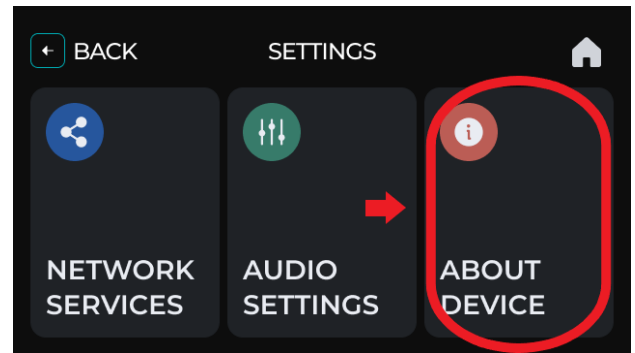 BACK
SETTINGS
NETWORK
SERVICES
AUDIO
SETTINGS
ABOUT
DEVICE